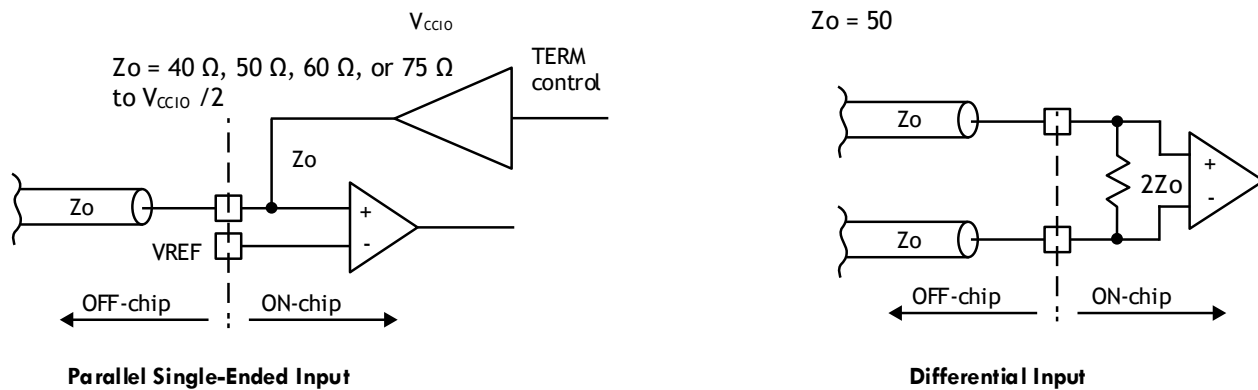 VCCIO
Zo = 40 Ω, 50 Ω, 60 Ω, or 75 Ω
to VCCIO /2
TERM
control
Zo
Zo
+
-
VREF
OFF-chip
ON-chip
Parallel Single-Ended Input
Zo = 50
Zo
+
2Zo
-
Zo
OFF-chip
ON-chip
Differential Input